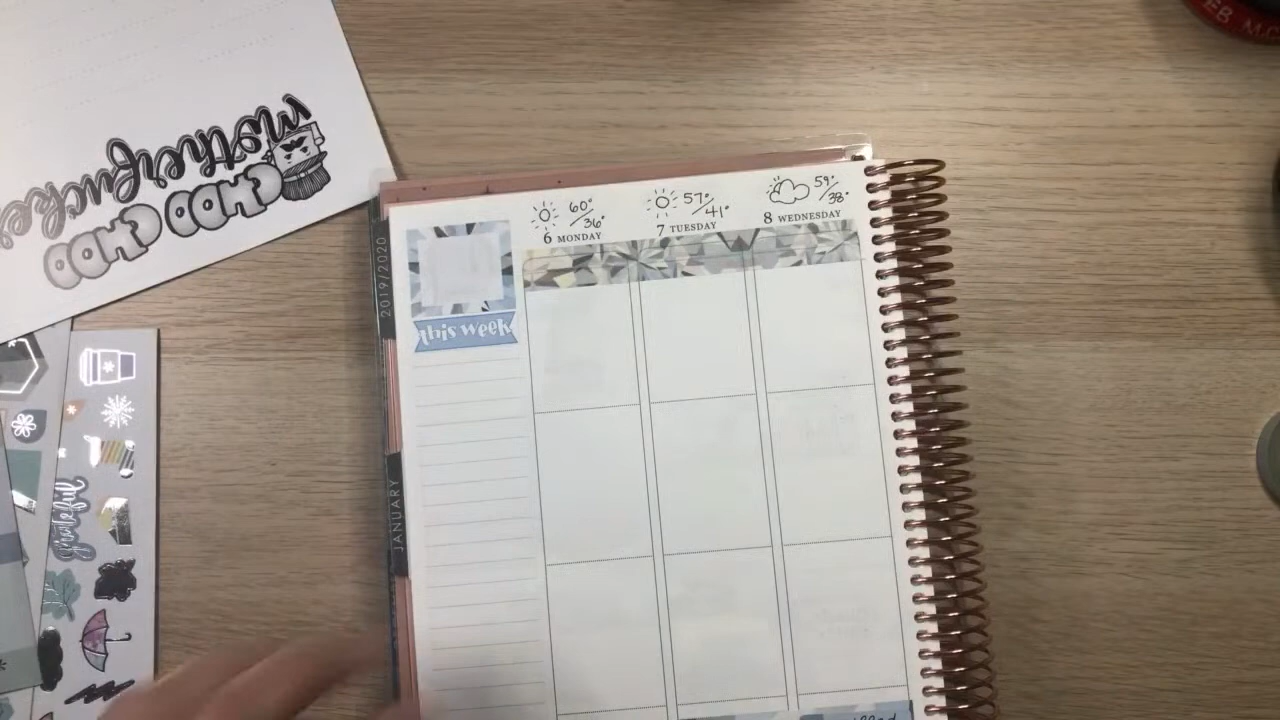 motherfucker
CHOO CHOO
2019/2020
60°
36°
6 MONDAY
57°
41°
7 TUESDAY
59°
38°
8 WEDNESDAY
this week
JANUARY
grateful